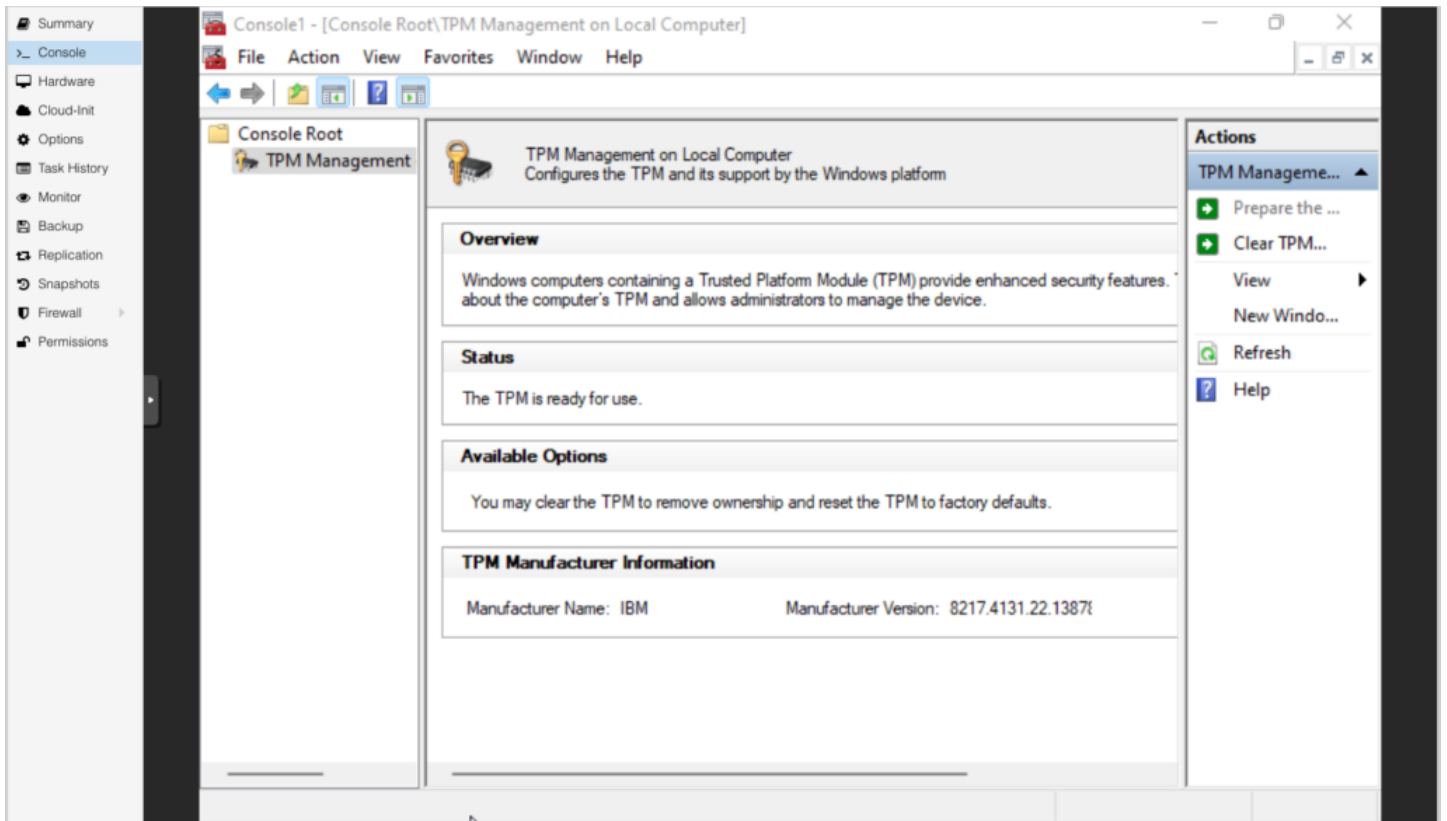 Summary
>_ Console
Hardware
Cloud-Init
Options
Task History
Monitor
Backup
Replication
Snapshots
Firewall
Permissions
Console1 - [Console Root\TPM Management on Local Computer]
File Action View Favorites Window Help
Console Root
TPM Management
TPM Management on Local Computer
Configures the TPM and its support by the Windows platform
Overview
Windows computers containing a Trusted Platform Module (TPM) provide enhanced security features.
about the computer's TPM and allows administrators to manage the device.
Status
The TPM is ready for use.
Available Options
You may clear the TPM to remove ownership and reset the TPM to factory defaults.
TPM Manufacturer Information
Manufacturer Name: IBM Manufacturer Version: 8217.4131.22.13878
Actions
TPM Manageme...
Prepare the ...
Clear TPM...
View
New Windo...
Refresh
Help